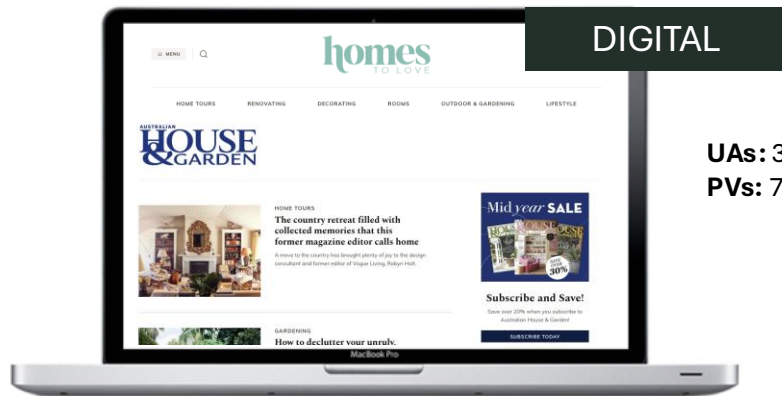 DIGITAL
MENU
homes
TO LOVE
HOME TOURS RENOVATING DECORATING ROOMS OUTDOOR & GARDENING LIFESTYLE
AUSTRALIAN
HOUSE
& GARDEN
UAs: 3
PVs: 7
HOME TOURS
The country retreat filled with
collected memories that this
former magazine editor calls home
A move to the country has brought plenty of joy to the design
consultant and former editor of Vogue Living, Robyn Holt.
Mid year SALE
SAVE
OVER
30%
Subscribe and Save!
Save over 20% when you subscribe to
Australian House & Garden!
SUBSCRIBE TODAY
GARDENING
How to declutter your unruly,
MacBook Pro